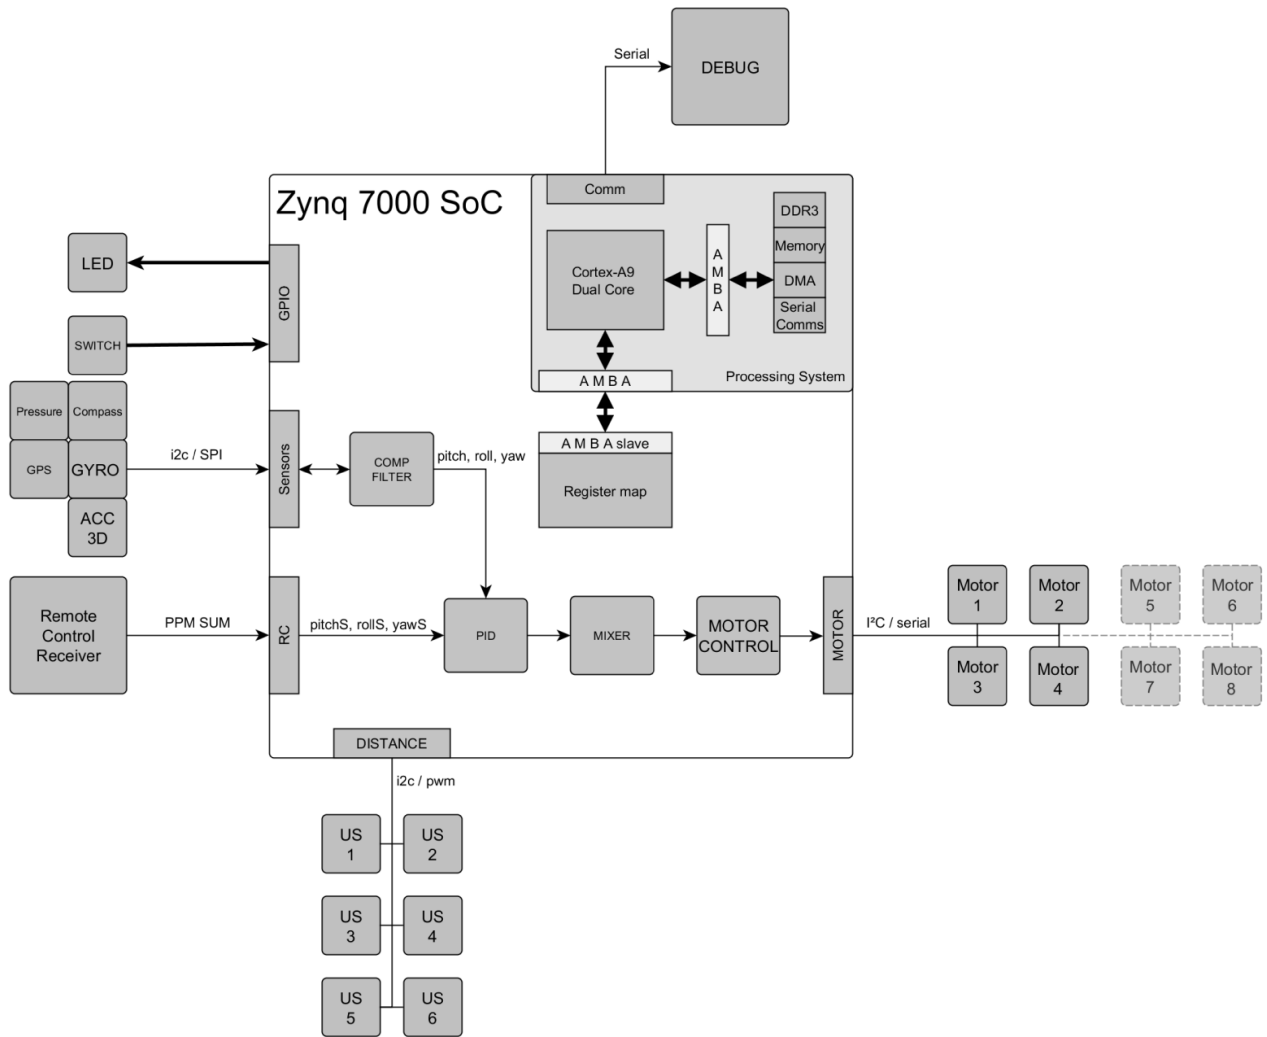 Serial
DEBUG
Zynq 7000 SoC
Comm
DDR3
Memory
DMA
Serial
Comms
Cortex-A9
Dual Core
A
M
B
A
A M B A
Processing System
A M B A slave
Register map
LED
GPIO
SWITCH
Pressure
Compass
GPS
GYRO
ACC
3D
i2c / SPI
Sensors
COMP
FILTER
pitch, roll, yaw
Remote
Control
Receiver
PPM SUM
RC
pitchS, rollS, yawS
PID
MIXER
MOTOR
CONTROL
MOTOR
I²C / serial
Motor
1
Motor
2
Motor
5
Motor
6
Motor
3
Motor
4
Motor
7
Motor
8
DISTANCE
i2c / pwm
US
1
US
2
US
3
US
4
US
5
US
6